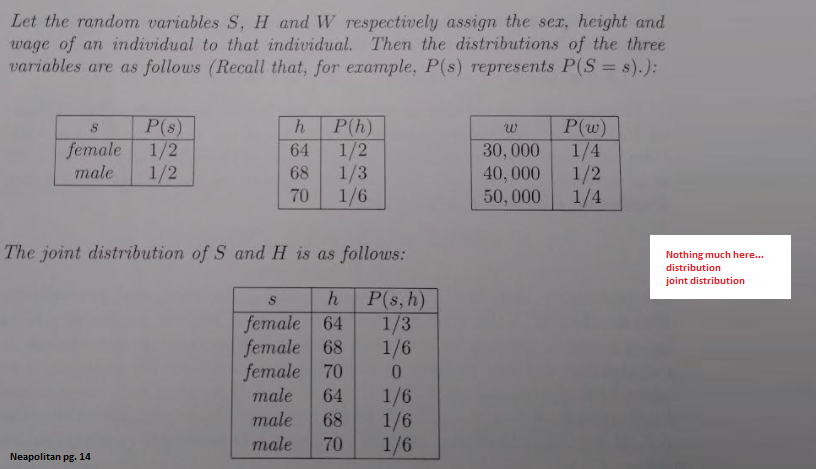 Let the random variables S, H and W respectively assign the sex, height and
wage of an individual to that individual. Then the distributions of the three
variables are as follows (Recall that, for example, P(s) represents P(S = s).):
s P(s)
female 1/2
male 1/2
h P(h)
64 1/2
68 1/3
70 1/6
w P(w)
30,000 1/4
40,000 1/2
50,000 1/4
The joint distribution of S and H is as follows:
Nothing much here...
distribution
joint distribution
s h P(s,h)
female 64 1/3
female 68 1/6
female 70 0
male 64 1/6
male 68 1/6
male 70 1/6
Neapolitan pg. 14